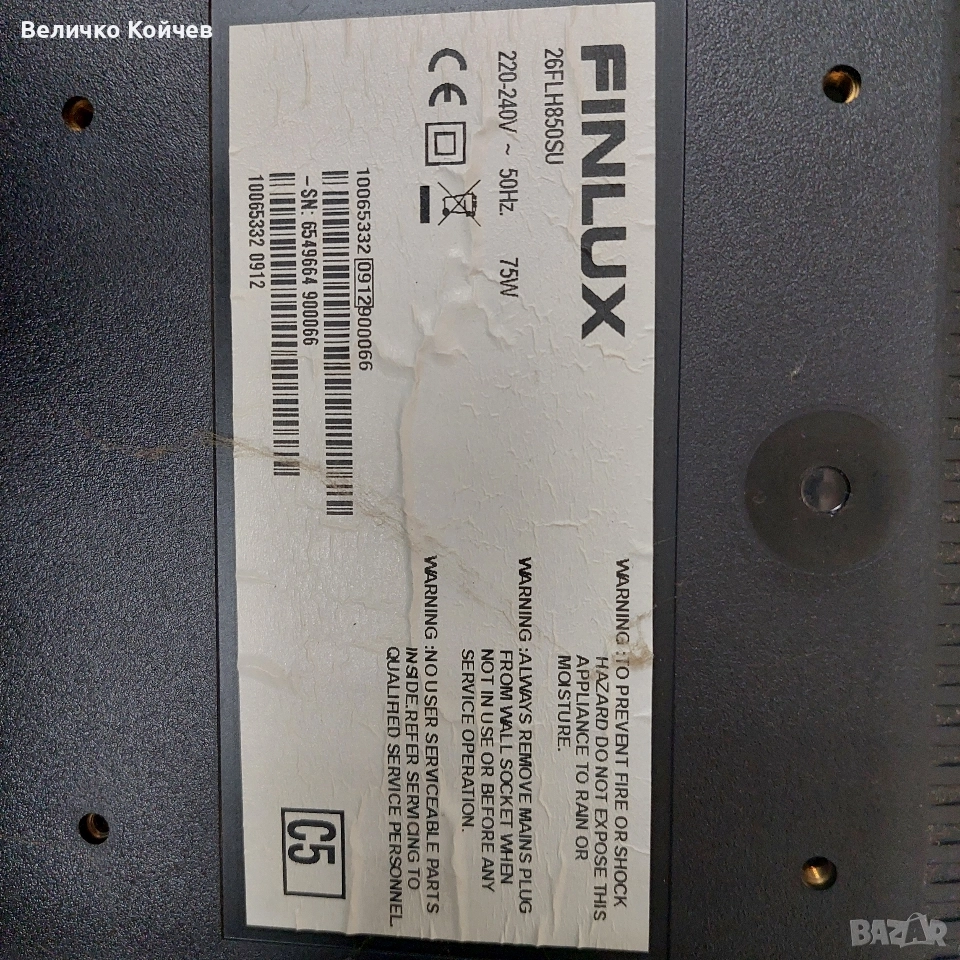 Величко Койчев
FINLUX
26FLH850SU
220-240V ~ 50Hz. 75W
CE
10065332 0912900066
-SN: 6549664 900066
10065332 0912
WARNING :TO PREVENT FIRE OR SHOCK
HAZARD DO NOT EXPOSE THIS
APPLIANCE TO RAIN OR
MOISTURE.
WARNING :ALWAYS REMOVE MAINS PLUG
FROM WALL SOCKET WHEN
NOT IN USE OR BEFORE ANY
SERVICE OPERATION.
WARNING :NO USER SERVICEABLE PARTS
INSIDE.REFER SERVICING TO
QUALIFIED SERVICE PERSONNEL.
C5
BAZAR